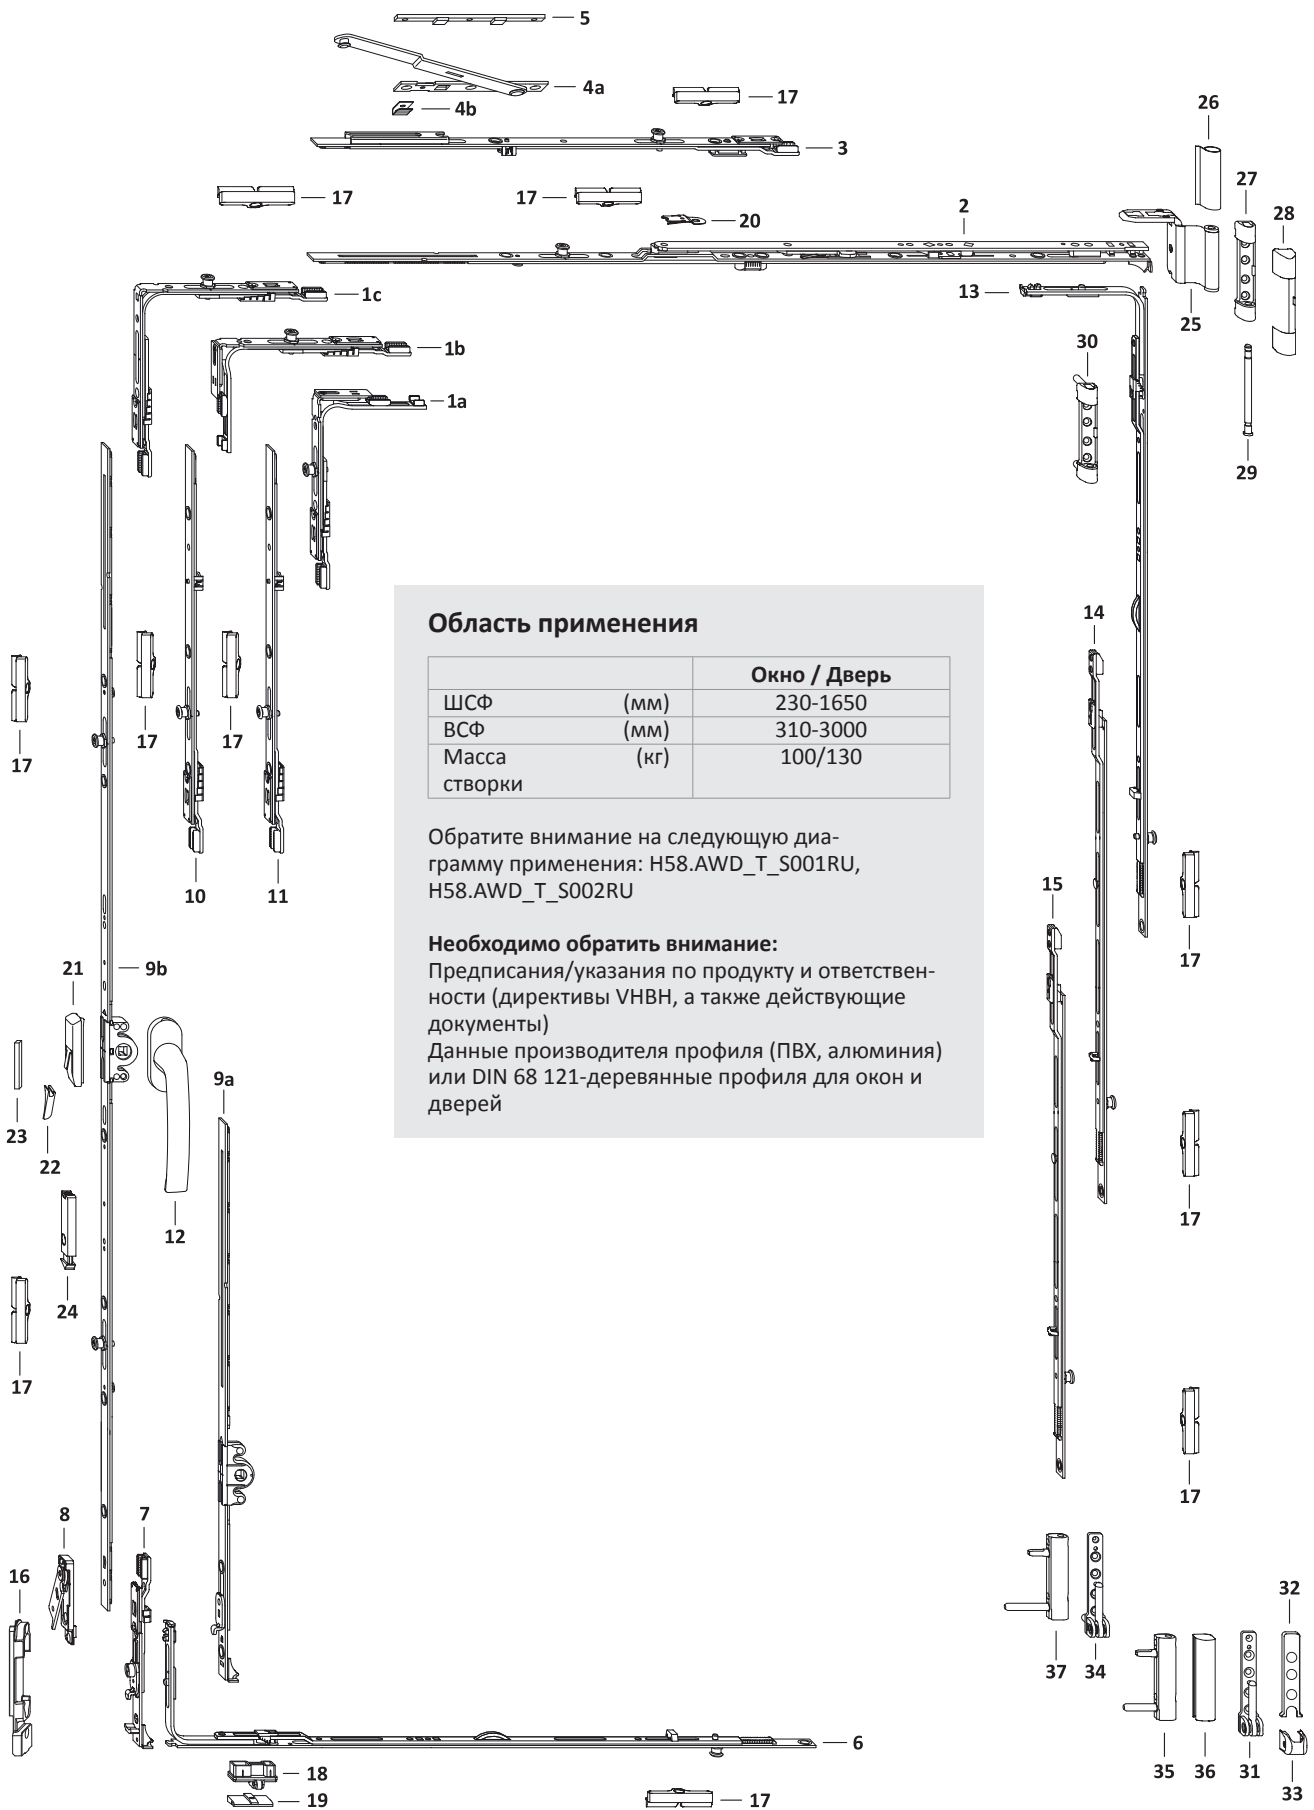 5
4a
17
4b
26
3
27
17
17
2
28
20
1c
13
25
1b
30
1a
29
Область применения
Окно / Дверь
ШСФ (мм) 230-1650
ВСФ (мм) 310-3000
Масса (кг) 100/130
створки
Обратите внимание на следующую диа-
грамму применения: H58.AWD_T_S001RU,
H58.AWD_T_S002RU
Необходимо обратить внимание:
Предписания/указания по продукту и ответствен-
ности (директивы VHBH, а также действующие
документы)
Данные производителя профиля (ПВХ, алюминия)
или DIN 68 121-деревянные профиля для окон и
дверей
14
17
17
17
10
11
15
21
9b
17
9a
23
22
12
17
24
17
17
8
7
16
32
37
34
6
35
36
31
33
18
19
17